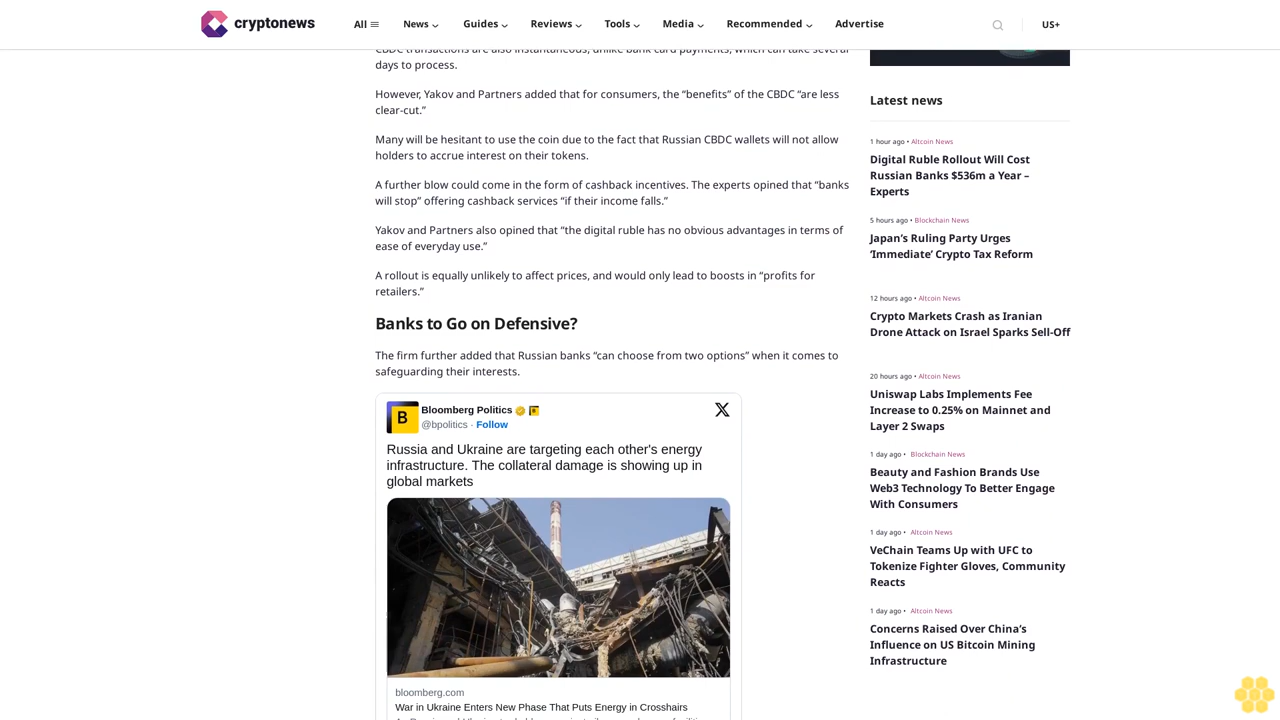 cryptonews
All
News
Guides
Reviews
Tools
Media
Recommended
Advertise
US+
CBDC transactions are also instantaneous, unlike bank card payments, which can take several
days to process.
However, Yakov and Partners added that for consumers, the “benefits” of the CBDC “are less
clear-cut.”
Many will be hesitant to use the coin due to the fact that Russian CBDC wallets will not allow
holders to accrue interest on their tokens.
A further blow could come in the form of cashback incentives. The experts opined that “banks
will stop” offering cashback services “if their income falls.”
Yakov and Partners also opined that “the digital ruble has no obvious advantages in terms of
ease of everyday use.”
A rollout is equally unlikely to affect prices, and would only lead to boosts in “profits for
retailers.”
Banks to Go on Defensive?
The firm further added that Russian banks “can choose from two options” when it comes to
safeguarding their interests.
B
Bloomberg Politics
@bpolitics · Follow
Russia and Ukraine are targeting each other's energy
infrastructure. The collateral damage is showing up in
global markets
bloomberg.com
War in Ukraine Enters New Phase That Puts Energy in Crosshairs
Latest news
1 hour ago • Altcoin News
Digital Ruble Rollout Will Cost
Russian Banks $536m a Year –
Experts
5 hours ago • Blockchain News
Japan’s Ruling Party Urges
‘Immediate’ Crypto Tax Reform
12 hours ago • Altcoin News
Crypto Markets Crash as Iranian
Drone Attack on Israel Sparks Sell-Off
20 hours ago • Altcoin News
Uniswap Labs Implements Fee
Increase to 0.25% on Mainnet and
Layer 2 Swaps
1 day ago • Blockchain News
Beauty and Fashion Brands Use
Web3 Technology To Better Engage
With Consumers
1 day ago • Altcoin News
VeChain Teams Up with UFC to
Tokenize Fighter Gloves, Community
Reacts
1 day ago • Altcoin News
Concerns Raised Over China’s
Influence on US Bitcoin Mining
Infrastructure